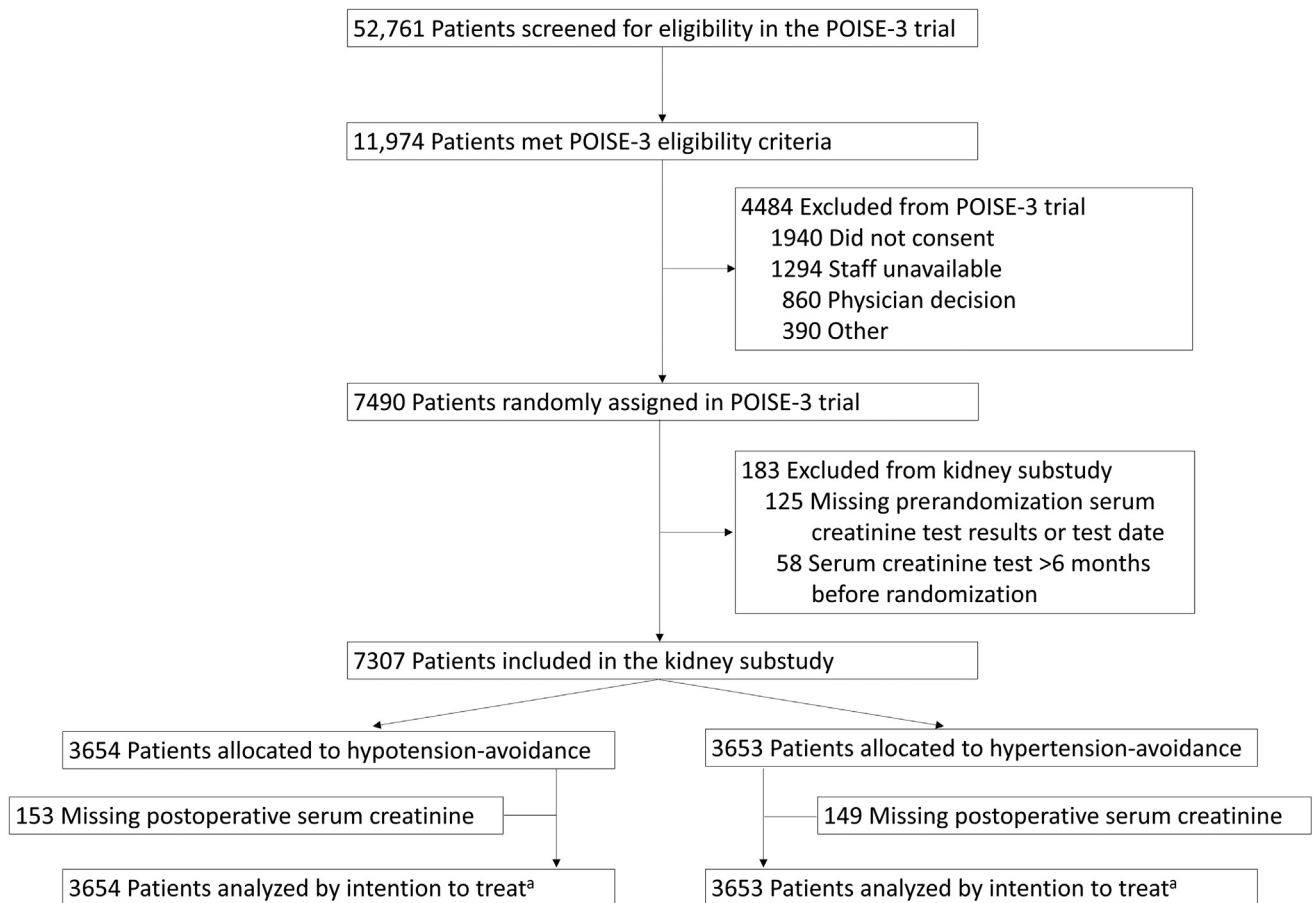 52,761 Patients screened for eligibility in the POISE-3 trial
11,974 Patients met POISE-3 eligibility criteria
4484 Excluded from POISE-3 trial
1940 Did not consent
1294 Staff unavailable
860 Physician decision
390 Other
7490 Patients randomly assigned in POISE-3 trial
183 Excluded from kidney substudy
125 Missing prerandomization serum
creatinine test results or test date
58 Serum creatinine test >6 months
before randomization
7307 Patients included in the kidney substudy
3654 Patients allocated to hypotension-avoidance
3653 Patients allocated to hypertension-avoidance
153 Missing postoperative serum creatinine
149 Missing postoperative serum creatinine
3654 Patients analyzed by intention to treatᵃ
3653 Patients analyzed by intention to treatᵃ